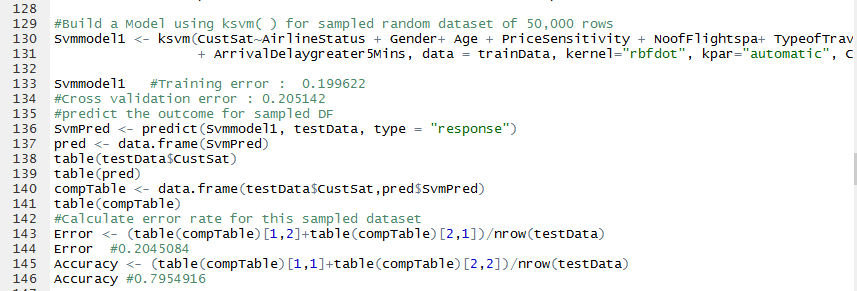 128
129 #Build a Model using ksvm( ) for sampled random dataset of 50,000 rows
130 Svmmodel1 <- ksvm(CustSat~AirlineStatus + Gender+ Age + PriceSensitivity + NoofFlightspa+ TypeofTrav
131 + ArrivalDelaygreater5Mins, data = trainData, kernel="rbfdot", kpar="automatic", C
132
133 Svmmodel1 #Training error : 0.199622
134 #Cross validation error : 0.205142
135 #predict the outcome for sampled DF
136 SvmPred <- predict(Svmmodel1, testData, type = "response")
137 pred <- data.frame(SvmPred)
138 table(testData$CustSat)
139 table(pred)
140 compTable <- data.frame(testData$CustSat,pred$SvmPred)
141 table(compTable)
142 #Calculate error rate for this sampled dataset
143 Error <- (table(compTable)[1,2]+table(compTable)[2,1])/nrow(testData)
144 Error #0.2045084
145 Accuracy <- (table(compTable)[1,1]+table(compTable)[2,2])/nrow(testData)
146 Accuracy #0.7954916